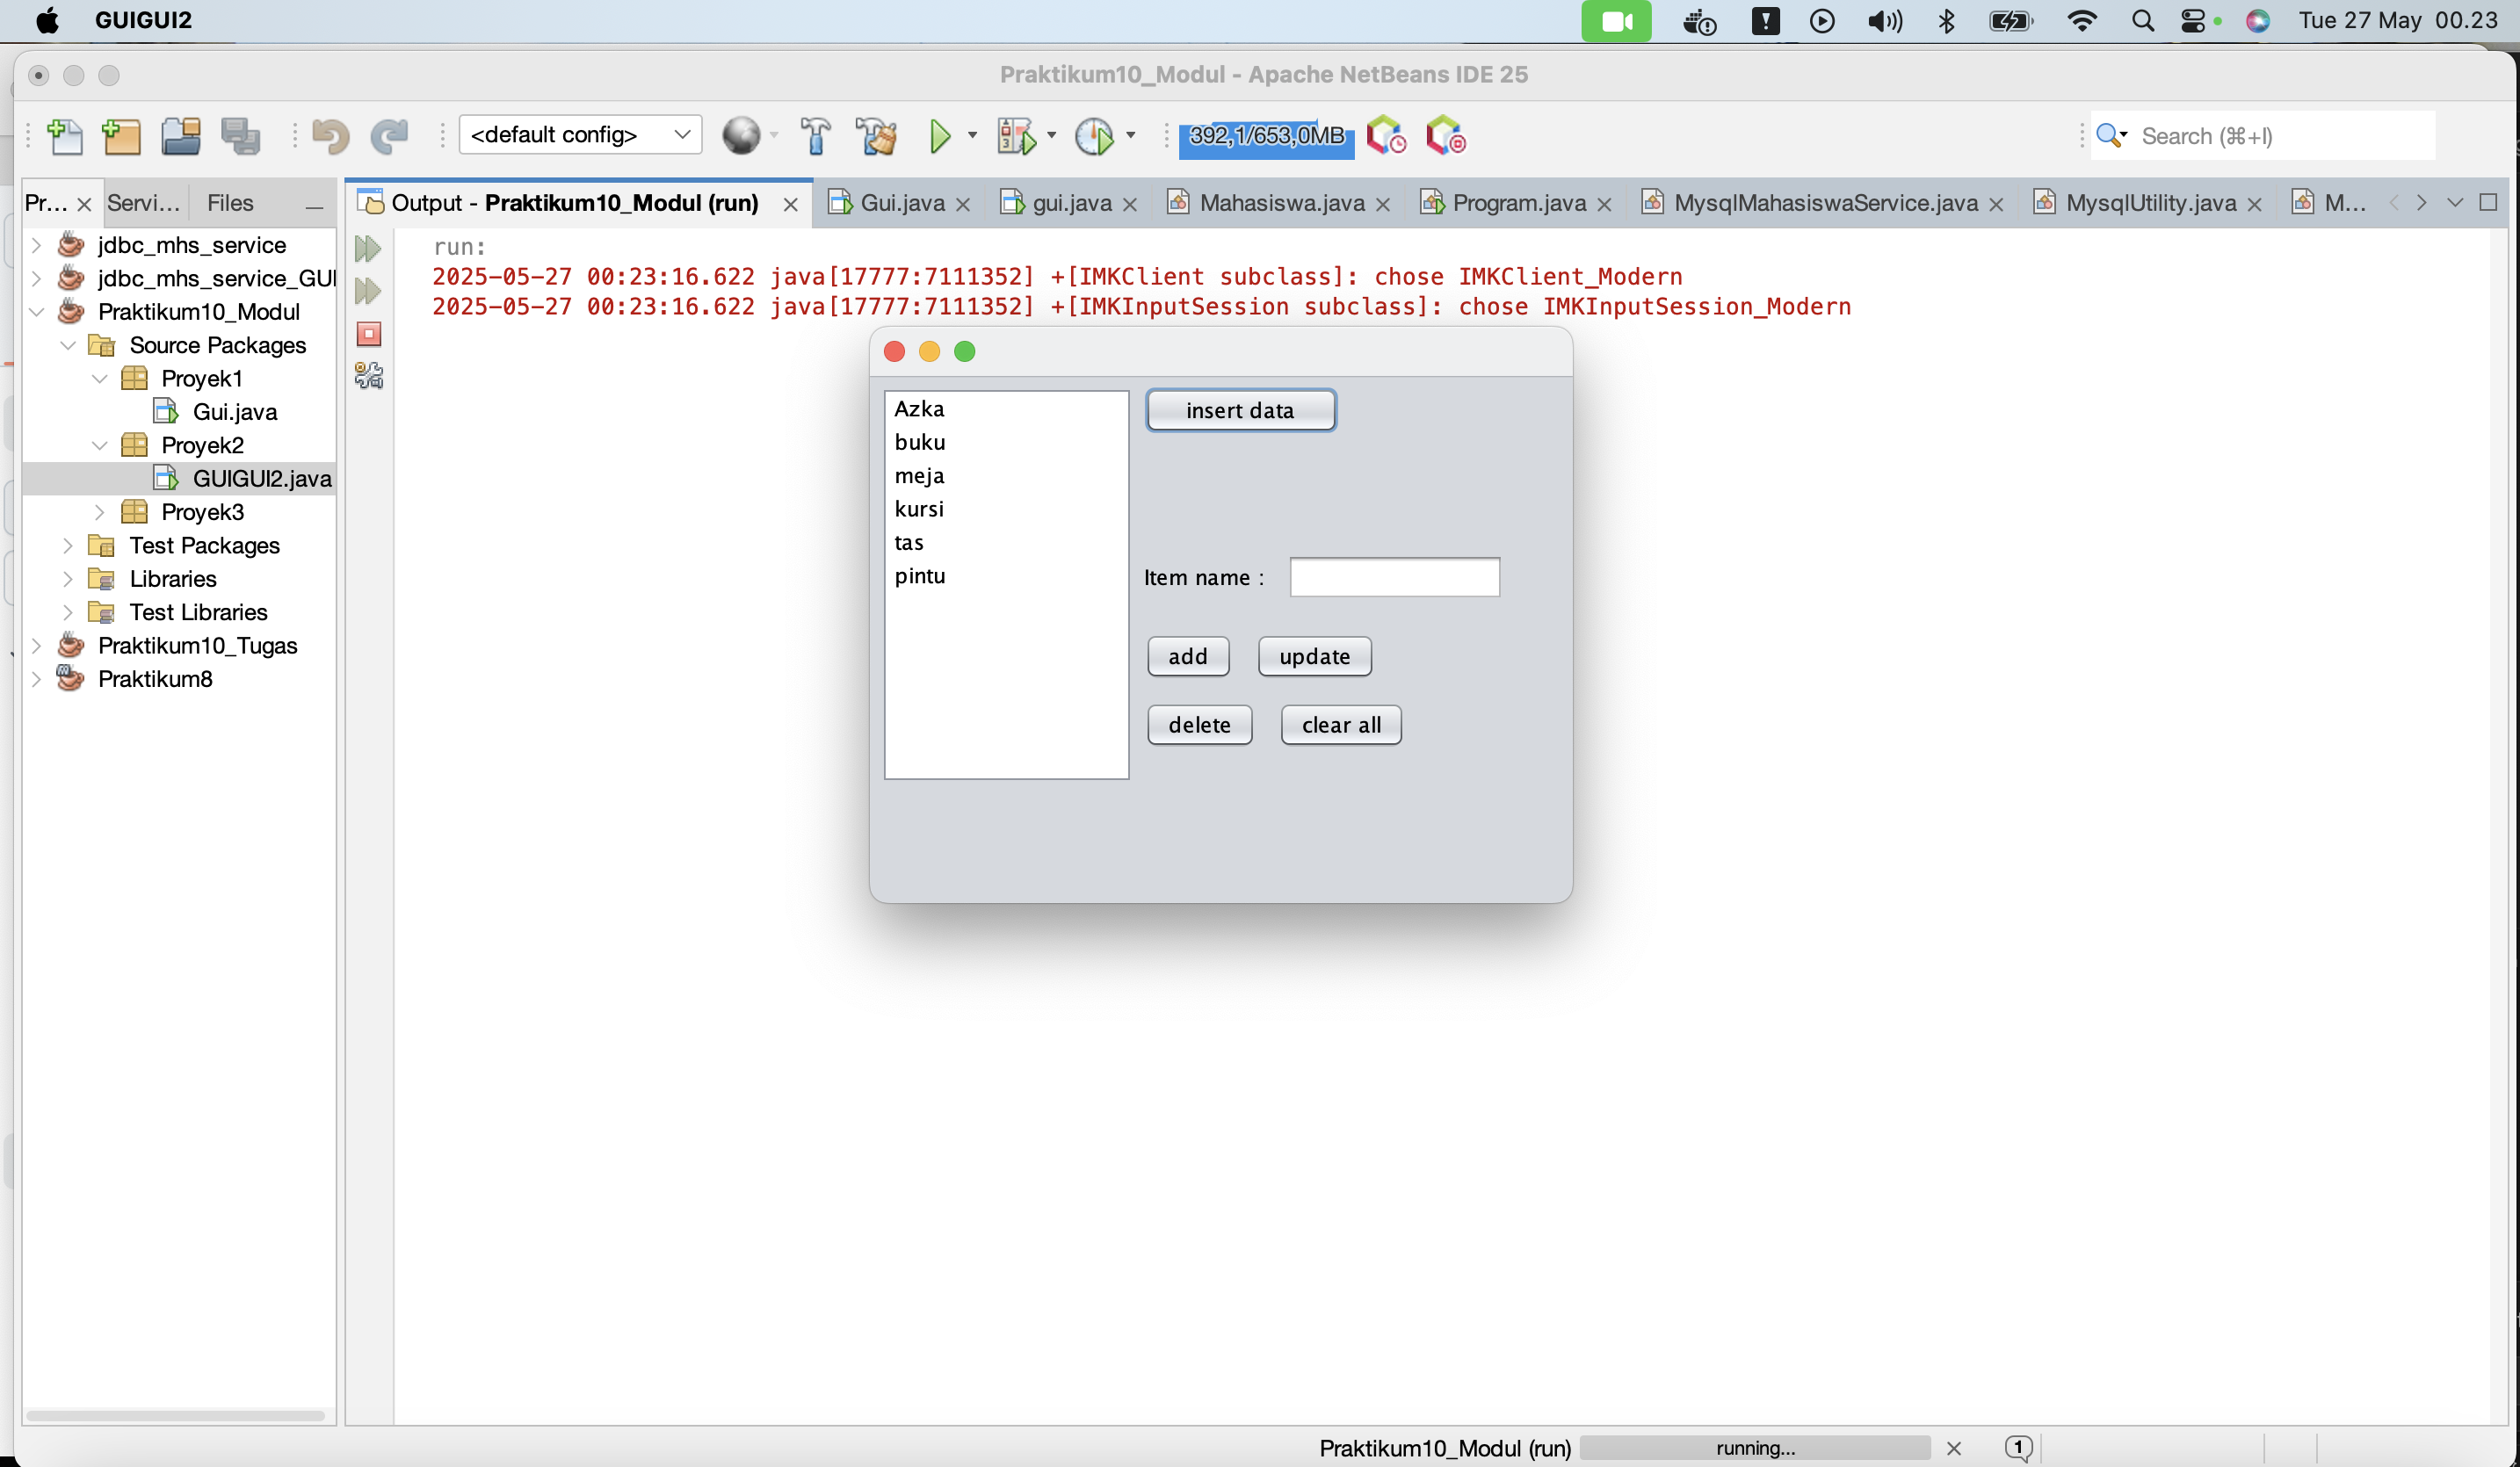 GUIGUI2
Tue 27 May 00.23
Praktikum10_Modul - Apache NetBeans IDE 25
<default config>
392,1/653,0MB
Search (⌘+I)
Pr...
Servi...
Files
Output - Praktikum10_Modul (run)
Gui.java
gui.java
Mahasiswa.java
Program.java
MysqlMahasiswaService.java
MysqlUtility.java
M...
jdbc_mhs_service
jdbc_mhs_service_GUI
Praktikum10_Modul
Source Packages
Proyek1
Gui.java
Proyek2
GUIGUI2.java
Proyek3
Test Packages
Libraries
Test Libraries
Praktikum10_Tugas
Praktikum8
run:
2025-05-27 00:23:16.622 java[17777:7111352] +[IMKClient subclass]: chose IMKClient_Modern
2025-05-27 00:23:16.622 java[17777:7111352] +[IMKInputSession subclass]: chose IMKInputSession_Modern
Azka
buku
meja
kursi
tas
pintu
insert data
Item name :
add
update
delete
clear all
Praktikum10_Modul (run)
running...
1